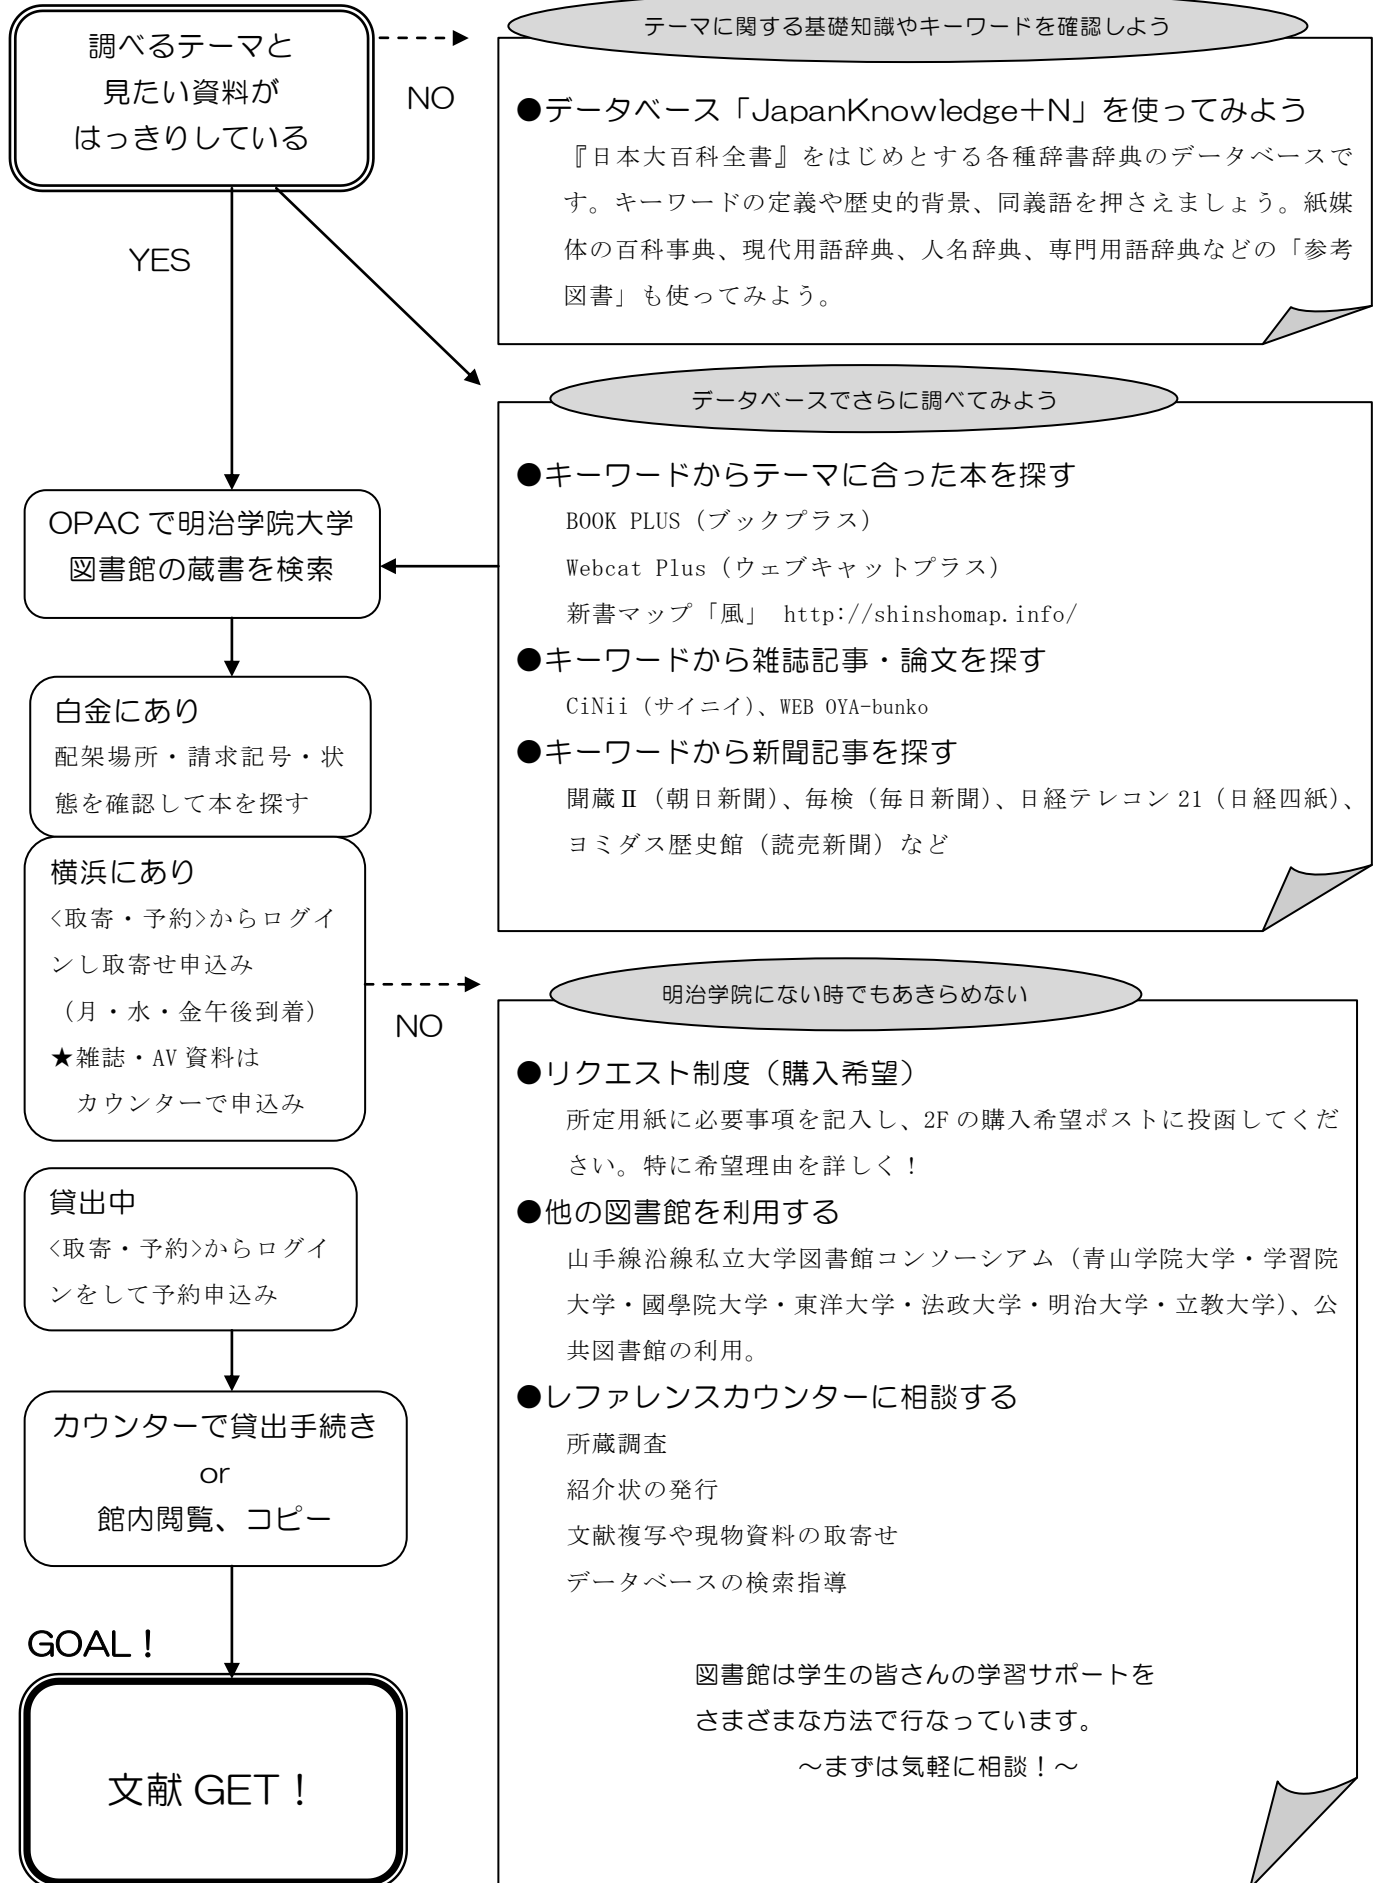 調べるテーマと
見たい資料が
はっきりしている
NO
YES
テーマに関する基礎知識やキーワードを確認しよう
●データベース「JapanKnowledge+N」を使ってみよう
『日本大百科全書』をはじめとする各種辞書辞典のデータベースで
す。キーワードの定義や歴史的背景、同義語を押さえましょう。紙媒
体の百科事典、現代用語辞典、人名辞典、専門用語辞典などの「参考
図書」も使ってみよう。
データベースでさらに調べてみよう
●キーワードからテーマに合った本を探す
BOOK PLUS（ブックプラス）
Webcat Plus（ウェブキャットプラス）
新書マップ「風」 http://shinshomap.info/
●キーワードから雑誌記事・論文を探す
CiNii（サイニイ）、WEB OYA-bunko
●キーワードから新聞記事を探す
聞蔵Ⅱ（朝日新聞）、毎検（毎日新聞）、日経テレコン 21（日経四紙）、
ヨミダス歴史館（読売新聞）など
OPAC で明治学院大学
図書館の蔵書を検索
白金にあり
配架場所・請求記号・状
態を確認して本を探す
横浜にあり
<取寄・予約>からログイ
ンし取寄せ申込み
（月・水・金午後到着）
★雑誌・AV 資料は
カウンターで申込み
NO
貸出中
<取寄・予約>からログイ
ンをして予約申込み
カウンターで貸出手続き
or
館内閲覧、コピー
GOAL！
文献 GET！
明治学院にない時でもあきらめない
●リクエスト制度（購入希望）
所定用紙に必要事項を記入し、2F の購入希望ポストに投函してくだ
さい。特に希望理由を詳しく！
●他の図書館を利用する
山手線沿線私立大学図書館コンソーシアム（青山学院大学・学習院
大学・國學院大学・東洋大学・法政大学・明治大学・立教大学）、公
共図書館の利用。
●レファレンスカウンターに相談する
所蔵調査
紹介状の発行
文献複写や現物資料の取寄せ
データベースの検索指導
図書館は学生の皆さんの学習サポートを
さまざまな方法で行なっています。
～まずは気軽に相談！～